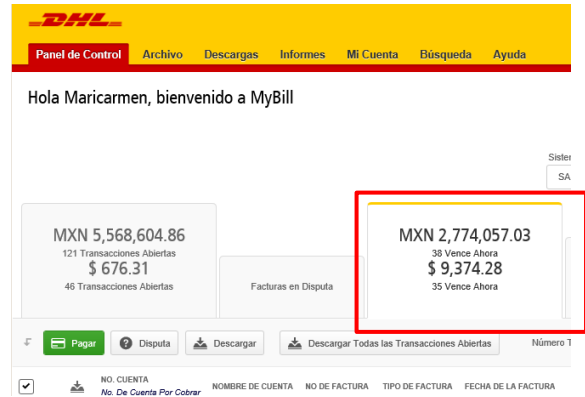 DHL
Panel de Control Archivo Descargas Informes Mi Cuenta Búsqueda Ayuda
Hola Maricarmen, bienvenido a MyBill
Sister
SA
MXN 5,568,604.86
121 Transacciones Abiertas
$ 676.31
46 Transacciones Abiertas
Facturas en Disputa
MXN 2,774,057.03
38 Vence Ahora
$ 9,374.28
35 Vence Ahora
Pagar Disputa Descargar Descargar Todas las Transacciones Abiertas Número T
NO. CUENTA
No. De Cuenta Por Cobrar
NOMBRE DE CUENTA NO DE FACTURA TIPO DE FACTURA FECHA DE LA FACTURA